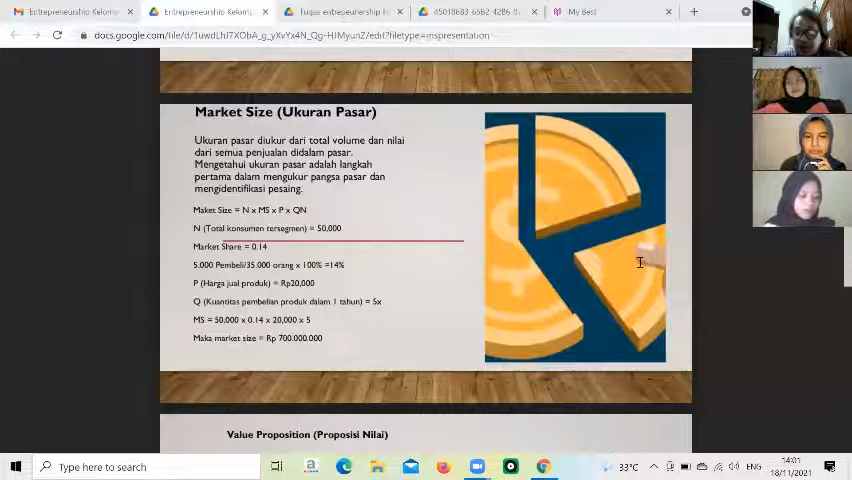 Entrepreneurship Kelomp
Entrepreneurship Kelomp
Tugas entrepeunership
My Best
docs.google.com/file/d/1uwdLhJ7XObA_g_yXvYx4N_Qg-HJMyunZ/edit?filetype=mspresentation
Market Size (Ukuran Pasar)
Ukuran pasar diukur dari total volume dan nilai
dari semua penjualan didalam pasar.
Mengetahui ukuran pasar adalah langkah
pertama dalam mengukur pangsa pasar dan
mengidentifikasi pesaing.
Maket Size = N x MS x P x QN
N (Total konsumen tersegmen) = 50,000
Market Share = 0.14
5.000 Pembeli/35.000 orang x 100% =14%
P (Harga jual produk) = Rp20,000
Q (Kuantitas pembelian produk dalam 1 tahun) = 5x
MS = 50,000 x 0.14 x 20,000 x 5
Maka market size = Rp 700.000.000
Value Proposition (Proposisi Nilai)
Type here to search
33°C
ENG
14:01
18/11/2021